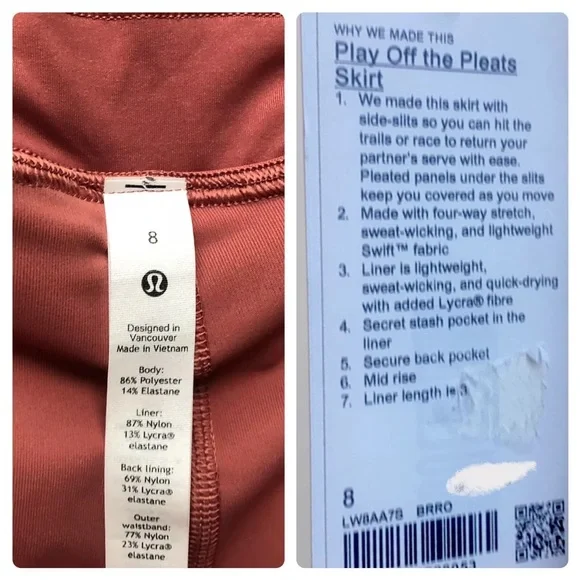 8
Designed in
Vancouver
Made in Vietnam
Body:
86% Polyester
14% Elastane
Liner:
87% Nylon
13% Lycra®
elastane
Back lining:
69% Nylon
31% Lycra®
elastane
Outer
waistband:
77% Nylon
23% Lycra®
elastane
WHY WE MADE THIS
Play Off the Pleats
Skirt
1. We made this skirt with
side-slits so you can hit the
trails or race to return your
partner's serve with ease.
Pleated panels under the slits
keep you covered as you move
2. Made with four-way stretch,
sweat-wicking, and lightweight
Swift™ fabric
3. Liner is lightweight,
sweat-wicking, and quick-drying
with added Lycra® fibre
4. Secret stash pocket in the
liner
5. Secure back pocket
6. Mid rise
7. Liner length is 3
8
LW8AA7S BRRO